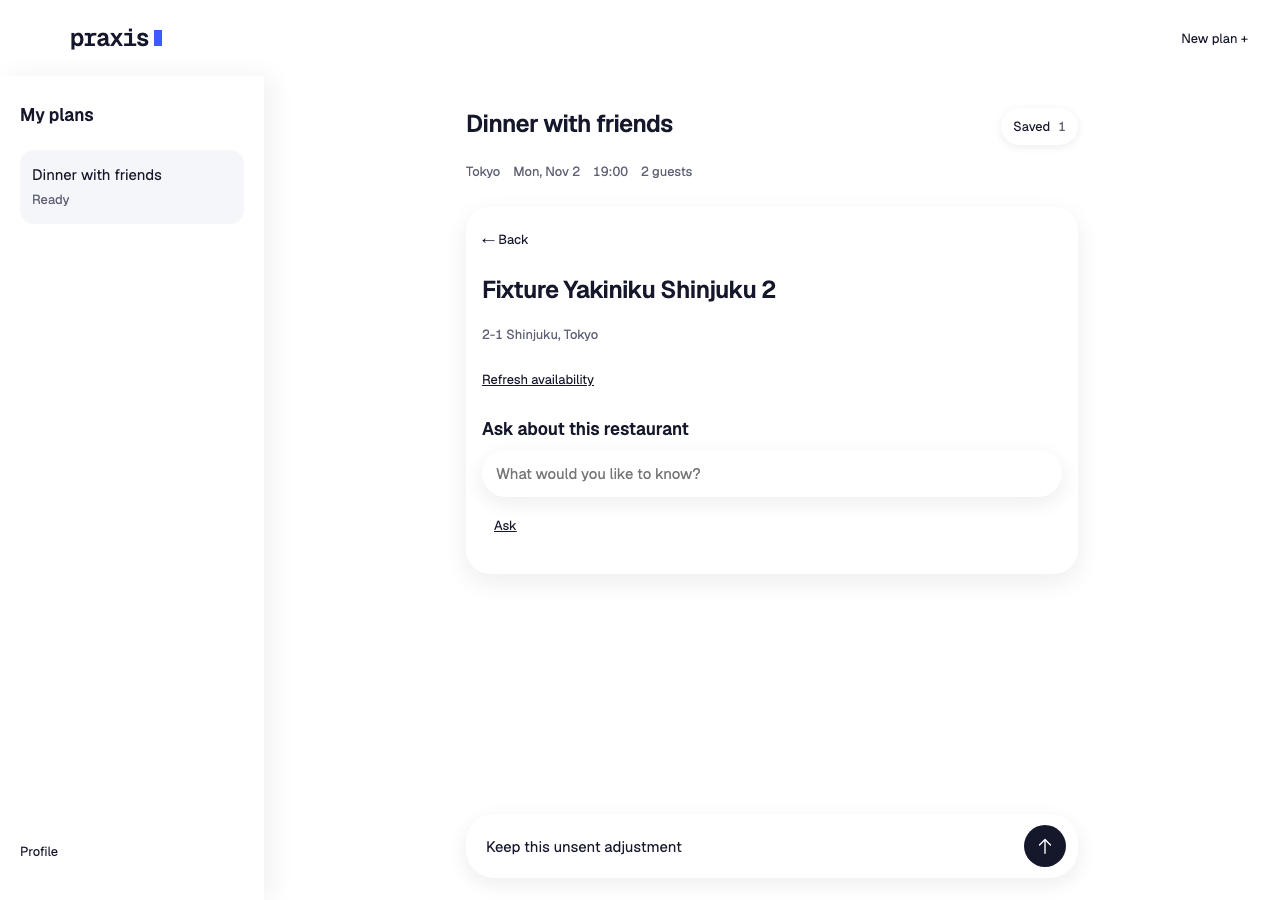 praxis
New plan +
My plans
Dinner with friends
Ready
Profile
Dinner with friends
Saved 1
Tokyo Mon, Nov 2 19:00 2 guests
← Back
Fixture Yakiniku Shinjuku 2
2-1 Shinjuku, Tokyo
Refresh availability
Ask about this restaurant
What would you like to know?
Ask
Keep this unsent adjustment